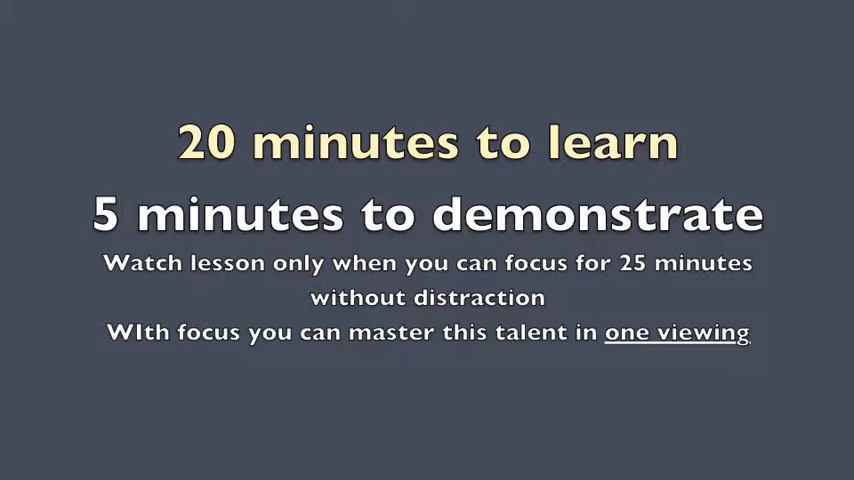 20 minutes to learn
5 minutes to demonstrate
Watch lesson only when you can focus for 25 minutes
without distraction
WIth focus you can master this talent in one viewing.